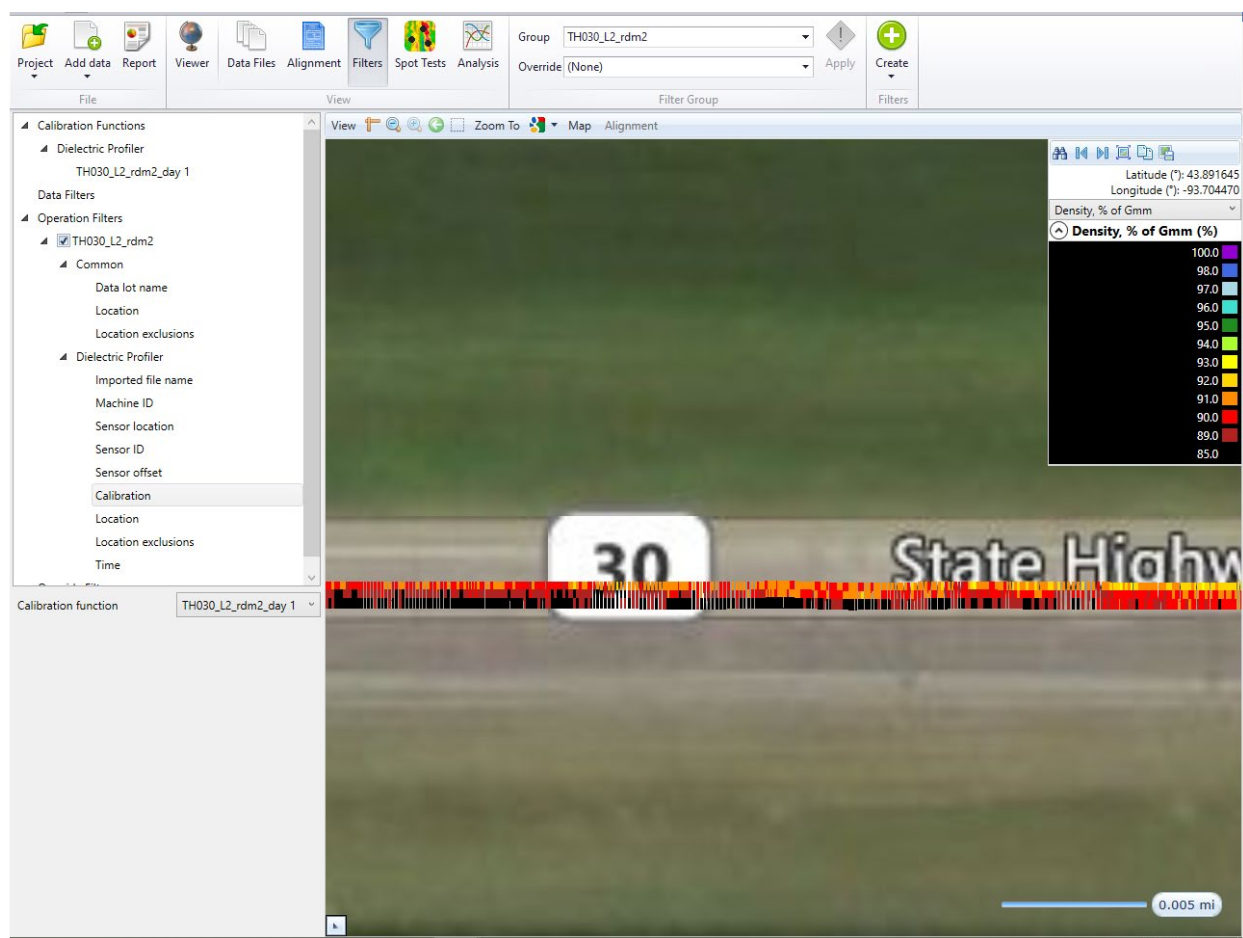 Project Add data Report Viewer Data Files Alignment Filters Spot Tests Analysis
Group TH030_L2_rdm2
Override (None)
Apply Create
File View Filter Group Filters
Calibration Functions
Dielectric Profiler
TH030_L2_rdm2_day 1
Data Filters
Operation Filters
TH030_L2_rdm2
Common
Data lot name
Location
Location exclusions
Dielectric Profiler
Imported file name
Machine ID
Sensor location
Sensor ID
Sensor offset
Calibration
Location
Location exclusions
Time
Calibration function TH030_L2_rdm2_day 1
View Zoom To Map Alignment
Latitude (°): 43.891645
Longitude (°): -93.704470
Density, % of Gmm
Density, % of Gmm (%)
100.0
98.0
97.0
96.0
95.0
94.0
93.0
92.0
91.0
90.0
89.0
85.0
30
State Highw
0.005 mi